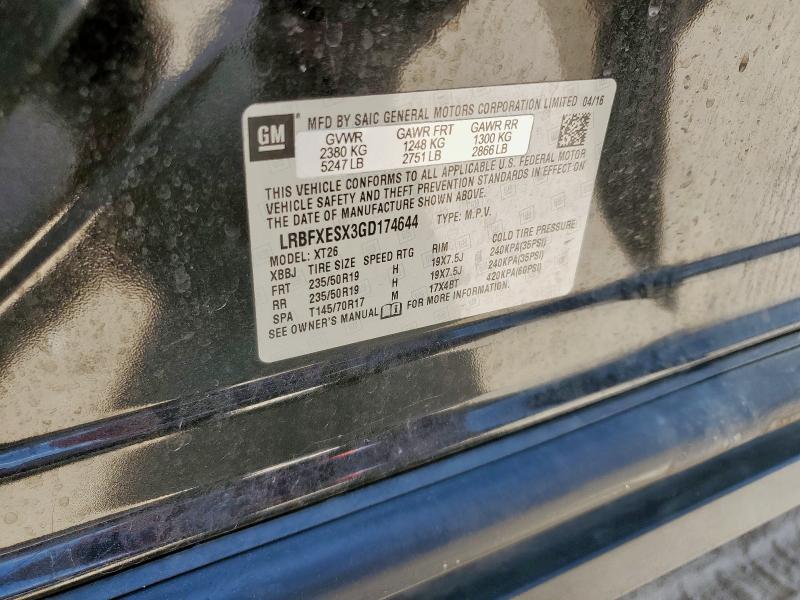 GM
MFD BY SAIC GENERAL MOTORS CORPORATION LIMITED 04/16
GVWR GAWR FRT GAWR RR
2380 KG 1248 KG 1300 KG
5247 LB 2751 LB 2866 LB
THIS VEHICLE CONFORMS TO ALL APPLICABLE U.S. FEDERAL MOTOR
VEHICLE SAFETY AND THEFT PREVENTION STANDARDS IN EFFECT ON
DATE OF MANUFACTURE SHOWN ABOVE.
LRBFXESX3GD174644 TYPE: M.P.V.
MODEL: XT26
XBBJ TIRE SIZE SPEED RTG RIM COLD TIRE PRESSURE
FRT 235/50R19 H 19X7.5J 240KPA(35PSI)
RR 235/50R19 H 19X7.5J 240KPA(35PSI)
SPA T145/70R17 M 17X4BT 420KPA(60PSI)
SEE OWNER'S MANUAL FOR MORE INFORMATION.